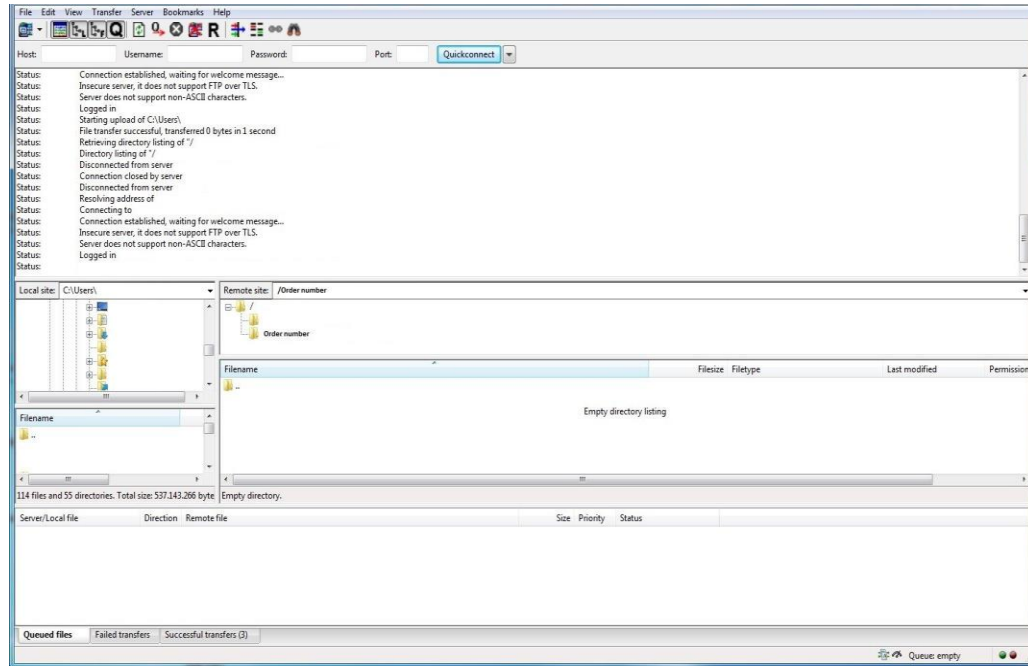 File Edit View Transfer Server Bookmarks Help
R
Host: Username: Password: Port: Quickconnect
Status: Connection established, waiting for welcome message...
Status: Insecure server, it does not support FTP over TLS.
Status: Server does not support non-ASCII characters.
Status: Logged in
Status: Starting upload of C:\Users\
Status: File transfer successful, transferred 0 bytes in 1 second
Status: Retrieving directory listing of "/
Status: Directory listing of "/
Status: Disconnected from server
Status: Connection closed by server
Status: Disconnected from server
Status: Resolving address of
Status: Connecting to
Status: Connection established, waiting for welcome message...
Status: Insecure server, it does not support FTP over TLS.
Status: Server does not support non-ASCII characters.
Status: Logged in
Status:
Local site: C:\Users\
Remote site: /Order number
/
Order number
Filename Filesize Filetype Last modified Permission
..
Empty directory listing
Filename
..
114 files and 55 directories. Total size: 537.143.266 byte
Empty directory.
Server/Local file Direction Remote file Size Priority Status
Queued files Failed transfers Successful transfers (3)
Queue: empty